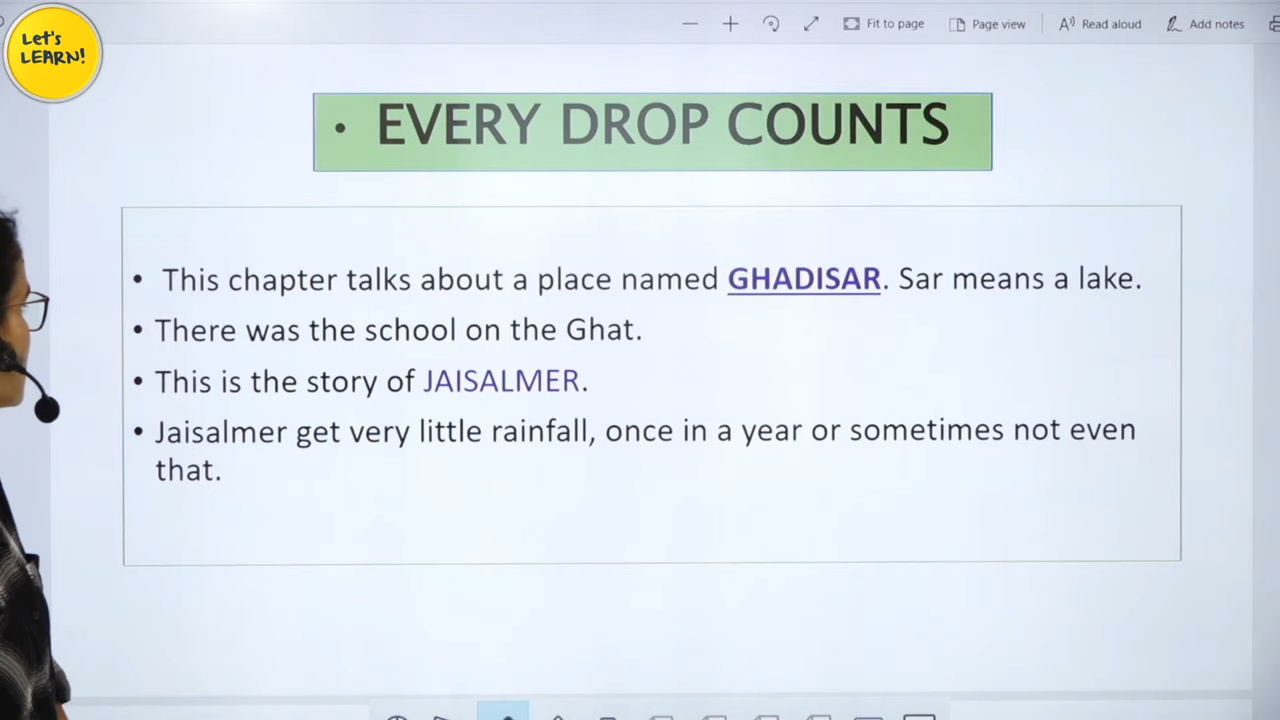 Let's
LEARN!
Fit to page
Page view
Read aloud
Add notes
• EVERY DROP COUNTS
• This chapter talks about a place named GHADISAR. Sar means a lake.
• There was the school on the Ghat.
• This is the story of JAISALMER.
• Jaisalmer get very little rainfall, once in a year or sometimes not even
that.